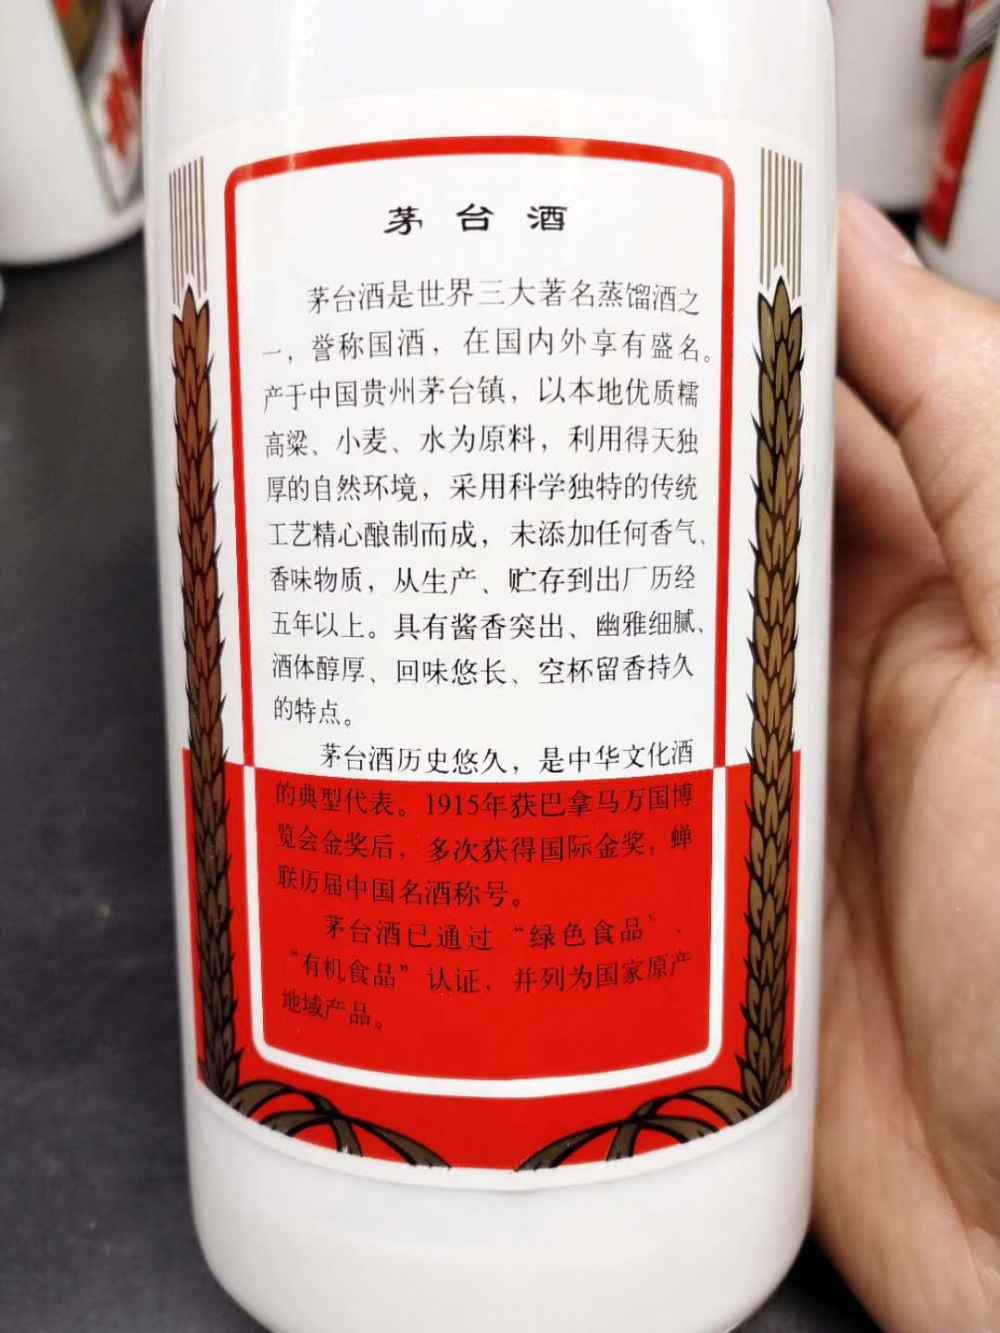 茅台酒
茅台酒是世界三大著名蒸馏酒之
一，誉称国酒，在国内外享有盛名。
产于中国贵州茅台镇，以本地优质糯
高粱、小麦、水为原料，利用得天独
厚的自然环境，采用科学独特的传统
工艺精心酿制而成，未添加任何香气、
香味物质，从生产、贮存到出厂历经
五年以上。具有酱香突出、幽雅细腻、
酒体醇厚、回味悠长、空杯留香持久
的特点。
茅台酒历史悠久，是中华文化酒
的典型代表。1915年获巴拿马万国博
览会金奖后，多次获得国际金奖，蝉
联历届中国名酒称号。
茅台酒已通过“绿色食品”、
“有机食品”认证，并列为国家原产
地域产品。